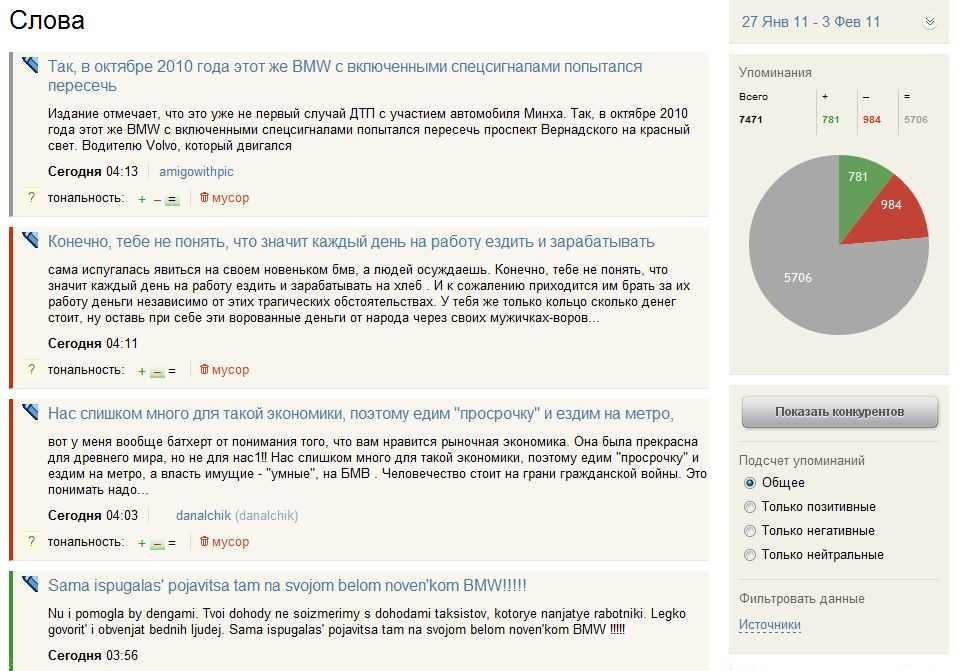 Слова
Так, в октябре 2010 года этот же BMW с включенными спецсигналами попытался
пересечь
Издание отмечает, что это уже не первый случай ДТП с участием автомобиля Минха. Так, в октябре 2010
года этот же BMW с включенными спецсигналами попытался пересечь проспект Вернадского на красный
свет. Водителю Volvo, который двигался
Сегодня 04:13 amigowithpic
? тональность: + – = мусор
Конечно, тебе не понять, что значит каждый день на работу ездить и зарабатывать
сама испугалась явиться на своем новеньком бмв, а людей осуждаешь. Конечно, тебе не понять, что
значит каждый день на работу ездить и зарабатывать на хлеб . И к сожалению приходится им брать за их
работу деньги независимо от этих трагических обстоятельствах. У тебя же только кольцо сколько денег
стоит, ну оставь при себе эти ворованные деньги от народа через своих мужичках-воров...
Сегодня 04:11
? тональность: + – = мусор
Нас слишком много для такой экономики, поэтому едим "просрочку" и ездим на метро,
вот у меня вообще батхерт от понимания того, что вам нравится рыночная экономика. Она была прекрасна
для древнего мира, но не для нас1!! Нас слишком много для такой экономики, поэтому едим "просрочку" и
ездим на метро, а власть имущие - "умные", на БМВ . Человечество стоит на грани гражданской войны. Это
понимать надо...
Сегодня 04:03 danalchik (danalchik)
? тональность: + – = мусор
Sama ispugalas' pojavitsa tam na svojom belom noven'kom BMW!!!!!
Nu i pomogla by dengami. Tvoi dohody ne soizmerimy s dohodami taksistov, kotorye nanjatye rabotniki. Legko
govorit' i obvenjat bednih ljudej. Sama ispugalas' pojavitsa tam na svojom belom noven'kom BMW !!!!!
Сегодня 03:56
27 Янв 11 - 3 Фев 11
Упоминания
Всего + – =
7471 781 984 5706
781
984
5706
Показать конкурентов
Подсчет упоминаний
Общее
Только позитивные
Только негативные
Только нейтральные
Фильтровать данные
Источники